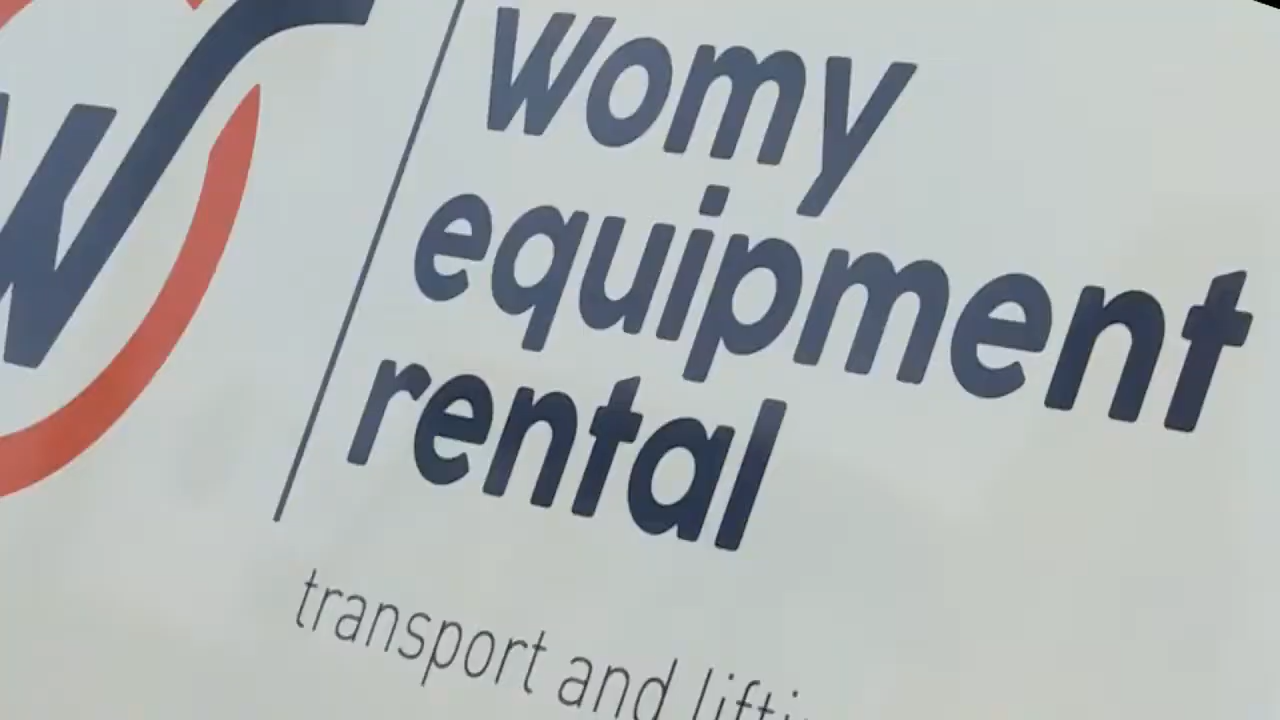 womy
equipment
rental
transport and